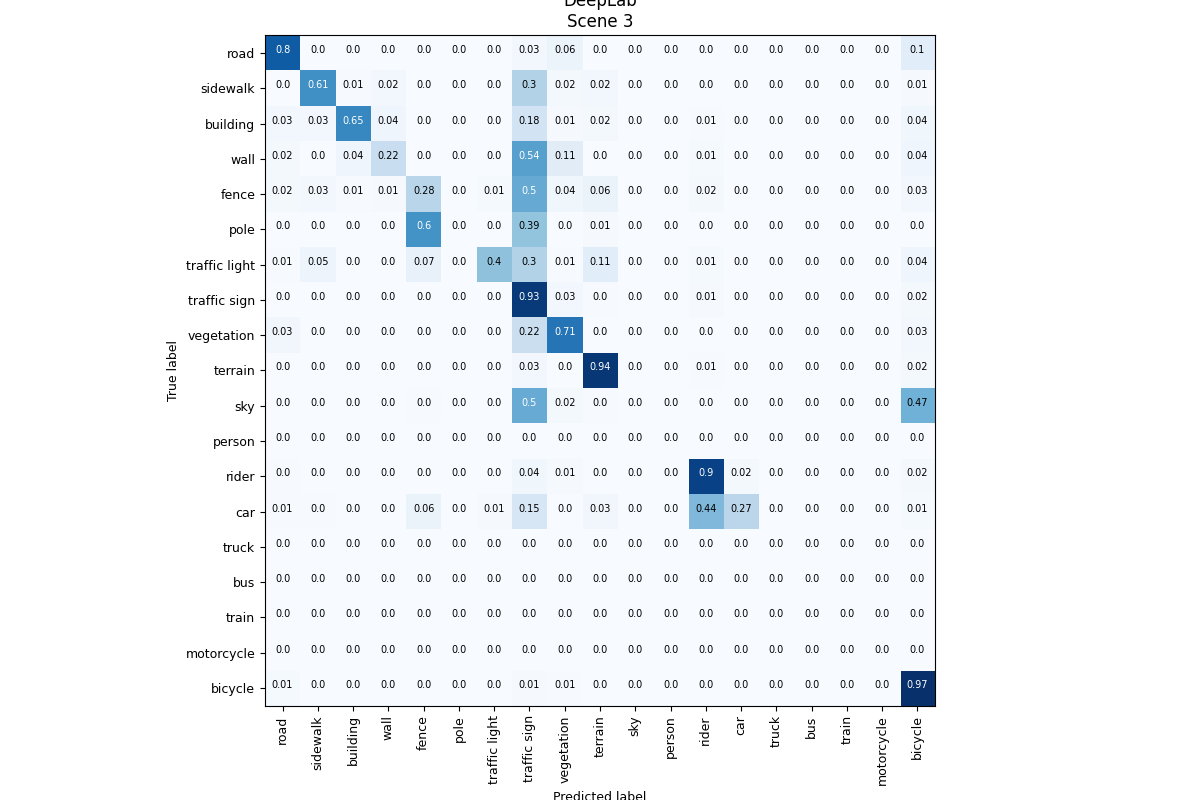 DeepLab
Scene 3
road 0.8 0.0 0.0 0.0 0.0 0.0 0.0 0.03 0.06 0.0 0.0 0.0 0.0 0.0 0.0 0.0 0.0 0.0 0.1
sidewalk 0.0 0.61 0.01 0.02 0.0 0.0 0.0 0.3 0.02 0.02 0.0 0.0 0.0 0.0 0.0 0.0 0.0 0.0 0.01
building 0.03 0.03 0.65 0.04 0.0 0.0 0.0 0.18 0.01 0.02 0.0 0.0 0.01 0.0 0.0 0.0 0.0 0.0 0.04
wall 0.02 0.0 0.04 0.22 0.0 0.0 0.0 0.54 0.11 0.0 0.0 0.0 0.01 0.0 0.0 0.0 0.0 0.0 0.04
fence 0.02 0.03 0.01 0.01 0.28 0.0 0.01 0.5 0.04 0.06 0.0 0.0 0.02 0.0 0.0 0.0 0.0 0.0 0.03
pole 0.0 0.0 0.0 0.0 0.6 0.0 0.0 0.39 0.0 0.01 0.0 0.0 0.0 0.0 0.0 0.0 0.0 0.0 0.0
traffic light 0.01 0.05 0.0 0.0 0.07 0.0 0.4 0.3 0.01 0.11 0.0 0.0 0.01 0.0 0.0 0.0 0.0 0.0 0.04
traffic sign 0.0 0.0 0.0 0.0 0.0 0.0 0.0 0.93 0.03 0.0 0.0 0.0 0.01 0.0 0.0 0.0 0.0 0.0 0.02
vegetation 0.03 0.0 0.0 0.0 0.0 0.0 0.0 0.22 0.71 0.0 0.0 0.0 0.0 0.0 0.0 0.0 0.0 0.0 0.03
terrain 0.0 0.0 0.0 0.0 0.0 0.0 0.0 0.03 0.0 0.94 0.0 0.0 0.01 0.0 0.0 0.0 0.0 0.0 0.02
sky 0.0 0.0 0.0 0.0 0.0 0.0 0.0 0.5 0.02 0.0 0.0 0.0 0.0 0.0 0.0 0.0 0.0 0.0 0.47
person 0.0 0.0 0.0 0.0 0.0 0.0 0.0 0.0 0.0 0.0 0.0 0.0 0.0 0.0 0.0 0.0 0.0 0.0 0.0
rider 0.0 0.0 0.0 0.0 0.0 0.0 0.0 0.04 0.01 0.0 0.0 0.0 0.9 0.02 0.0 0.0 0.0 0.0 0.02
car 0.01 0.0 0.0 0.0 0.06 0.0 0.01 0.15 0.0 0.03 0.0 0.0 0.44 0.27 0.0 0.0 0.0 0.0 0.01
truck 0.0 0.0 0.0 0.0 0.0 0.0 0.0 0.0 0.0 0.0 0.0 0.0 0.0 0.0 0.0 0.0 0.0 0.0 0.0
bus 0.0 0.0 0.0 0.0 0.0 0.0 0.0 0.0 0.0 0.0 0.0 0.0 0.0 0.0 0.0 0.0 0.0 0.0 0.0
train 0.0 0.0 0.0 0.0 0.0 0.0 0.0 0.0 0.0 0.0 0.0 0.0 0.0 0.0 0.0 0.0 0.0 0.0 0.0
motorcycle 0.0 0.0 0.0 0.0 0.0 0.0 0.0 0.0 0.0 0.0 0.0 0.0 0.0 0.0 0.0 0.0 0.0 0.0 0.0
bicycle 0.01 0.0 0.0 0.0 0.0 0.0 0.0 0.01 0.01 0.0 0.0 0.0 0.0 0.0 0.0 0.0 0.0 0.0 0.97
True label
road sidewalk building wall fence pole traffic light traffic sign vegetation terrain sky person rider car truck bus train motorcycle bicycle
Predicted label